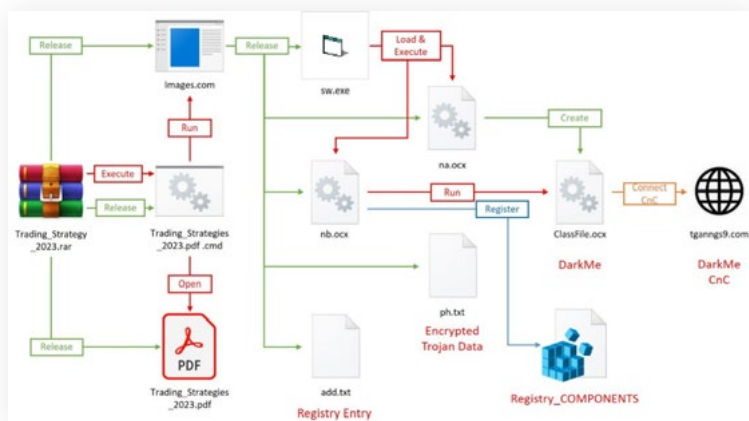 Release
Release
Load &
Execute
Images.com
sw.exe
Run
na.ocx
Create
Execute
Release
Run
Register
Connect
CnC
Trading_Strategy
_2023.rar
Trading_Strategies
_2023.pdf .cmd
nb.ocx
ClassFile.ocx
tganngs9.com
DarkMe
DarkMe
CnC
Open
ph.txt
Encrypted
Trojan Data
Release
PDF
Trading_Strategies
_2023.pdf
add.txt
Registry Entry
Registry_COMPONENTS